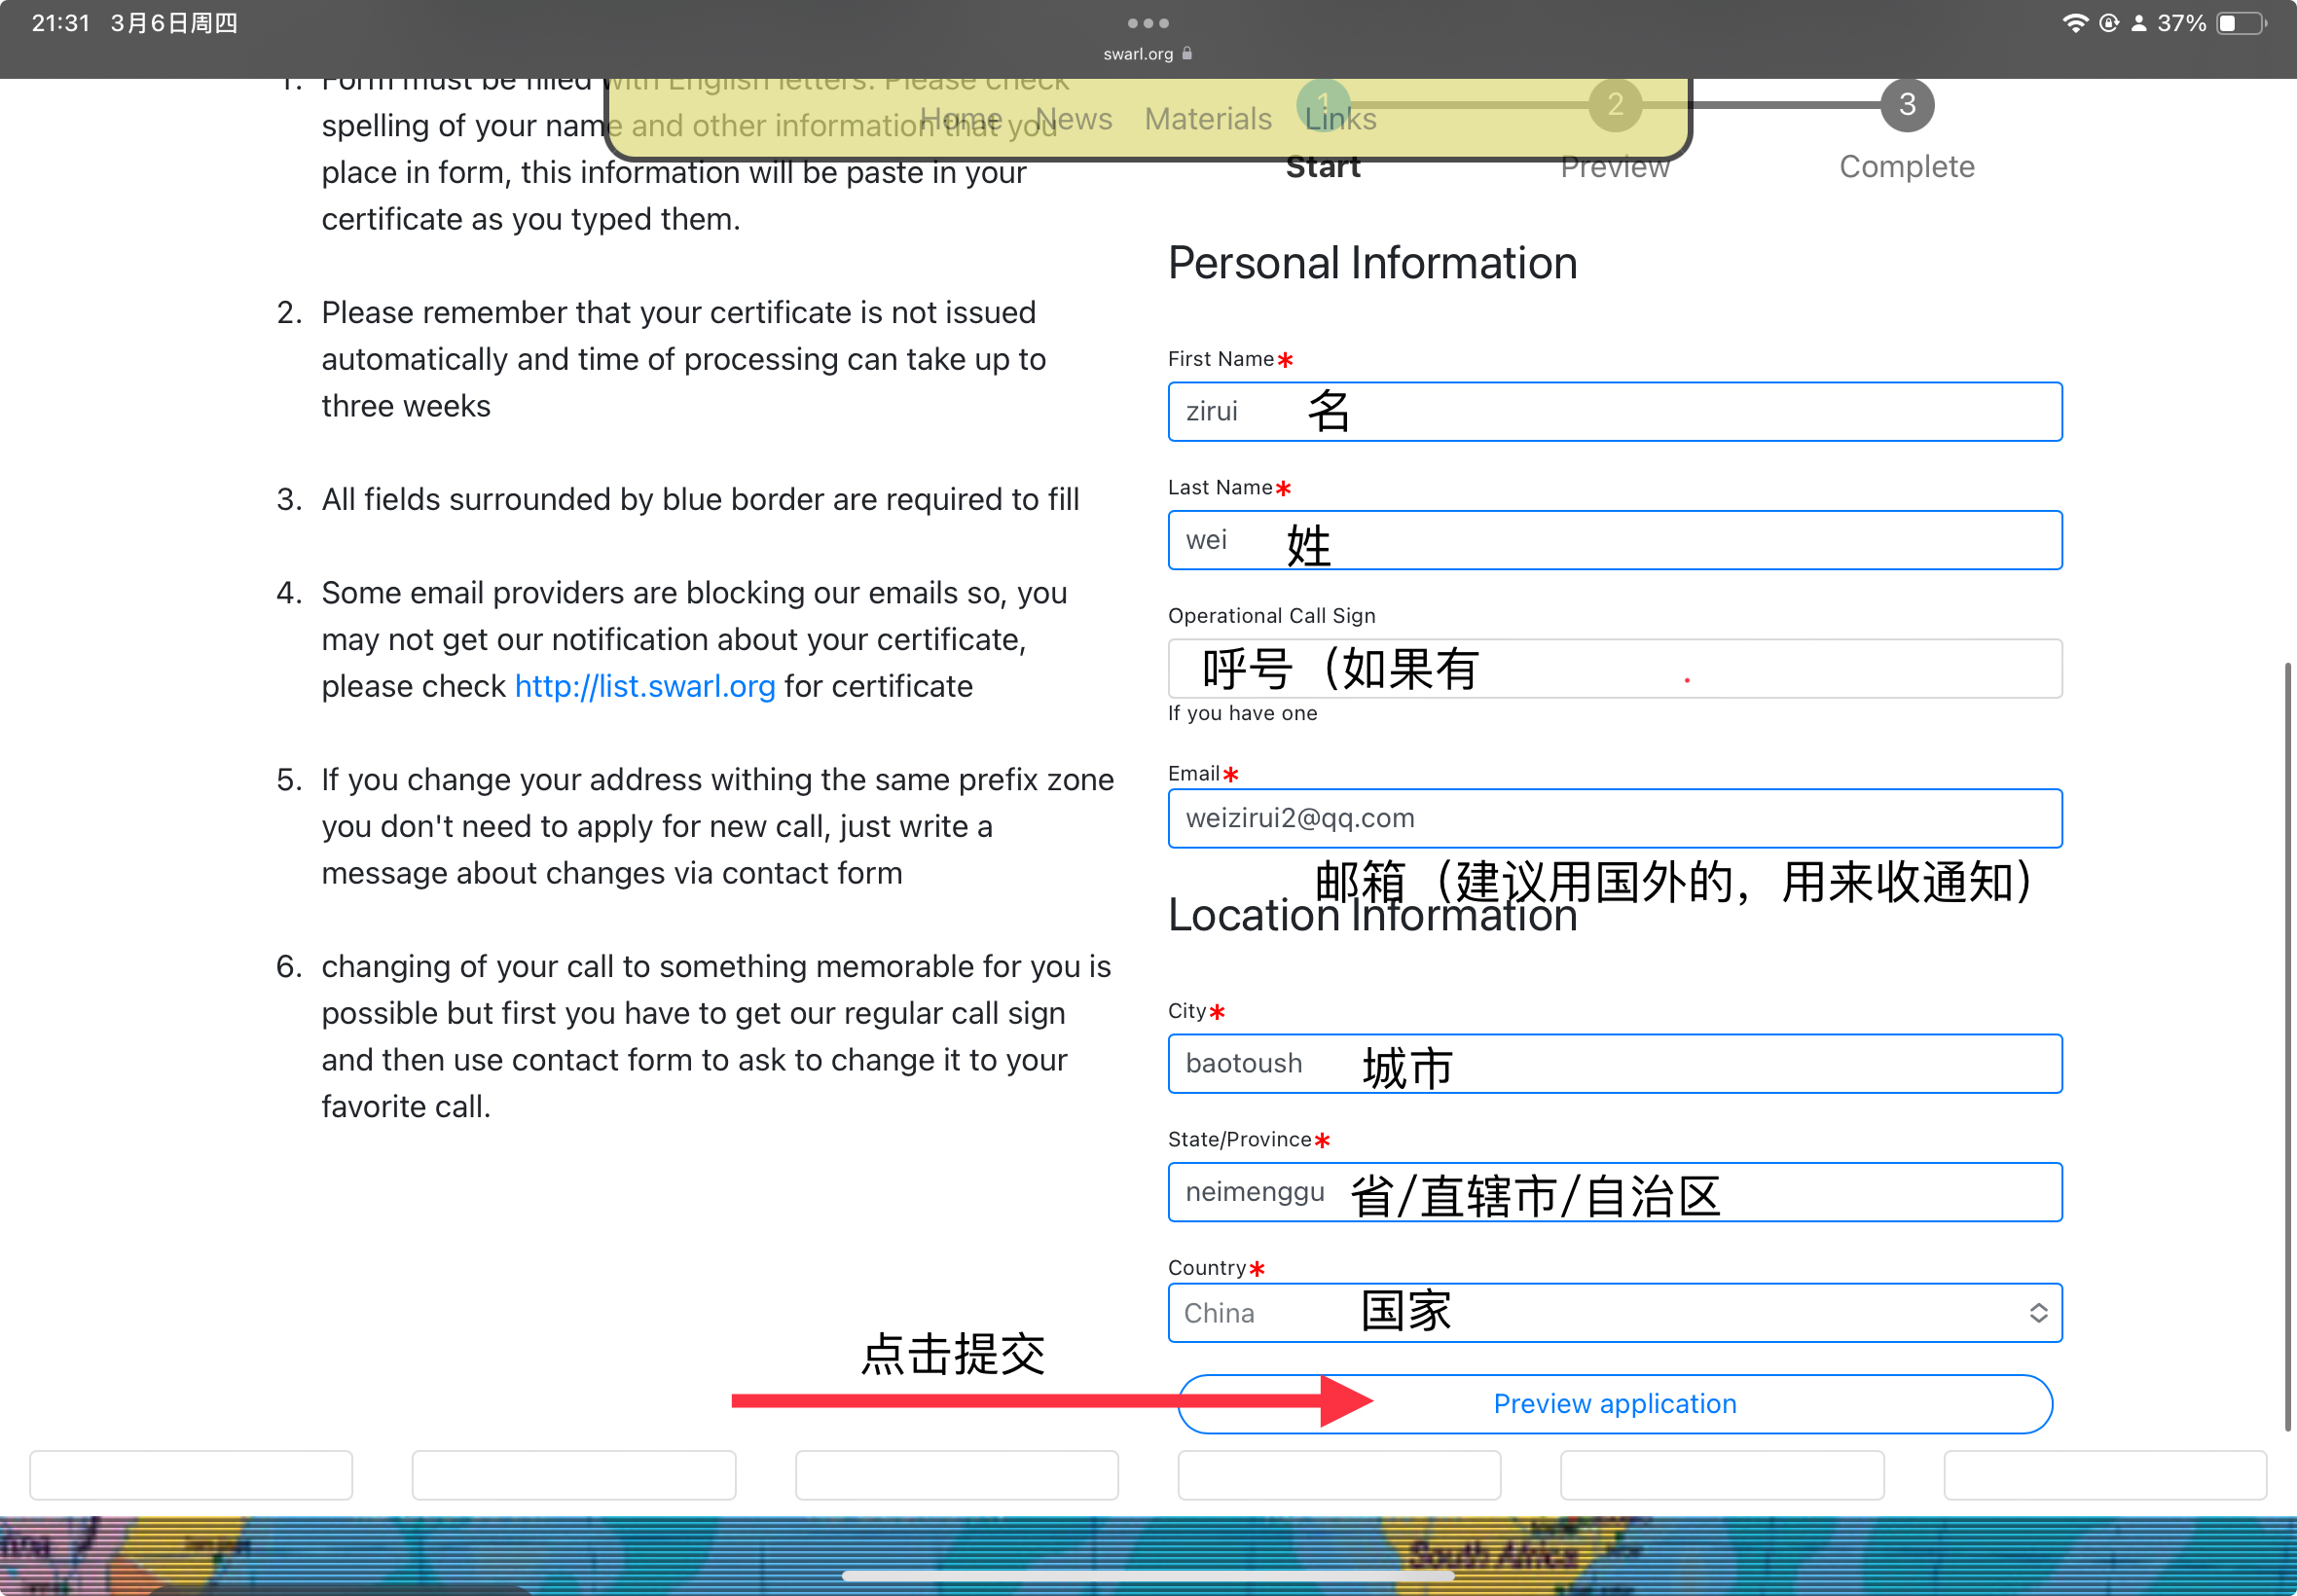 21:31 3月6日周四
swarl.org
37%
Home News Materials Links
1. Form must be filled with English letters. Please check
spelling of your name and other information that you
place in form, this information will be paste in your
certificate as you typed them.
2. Please remember that your certificate is not issued
automatically and time of processing can take up to
three weeks
3. All fields surrounded by blue border are required to fill
4. Some email providers are blocking our emails so, you
may not get our notification about your certificate,
please check http://list.swarl.org for certificate
5. If you change your address withing the same prefix zone
you don't need to apply for new call, just write a
message about changes via contact form
6. changing of your call to something memorable for you is
possible but first you have to get our regular call sign
and then use contact form to ask to change it to your
favorite call.
1 2 3
Start Preview Complete
Personal Information
First Name*
zirui 名
Last Name*
wei 姓
Operational Call Sign
呼号（如果有
If you have one
Email*
weizirui2@qq.com
邮箱（建议用国外的，用来收通知）
Location Information
City*
baotoush 城市
State/Province*
neimenggu 省/直辖市/自治区
Country*
China 国家
点击提交
Preview application
South Africa